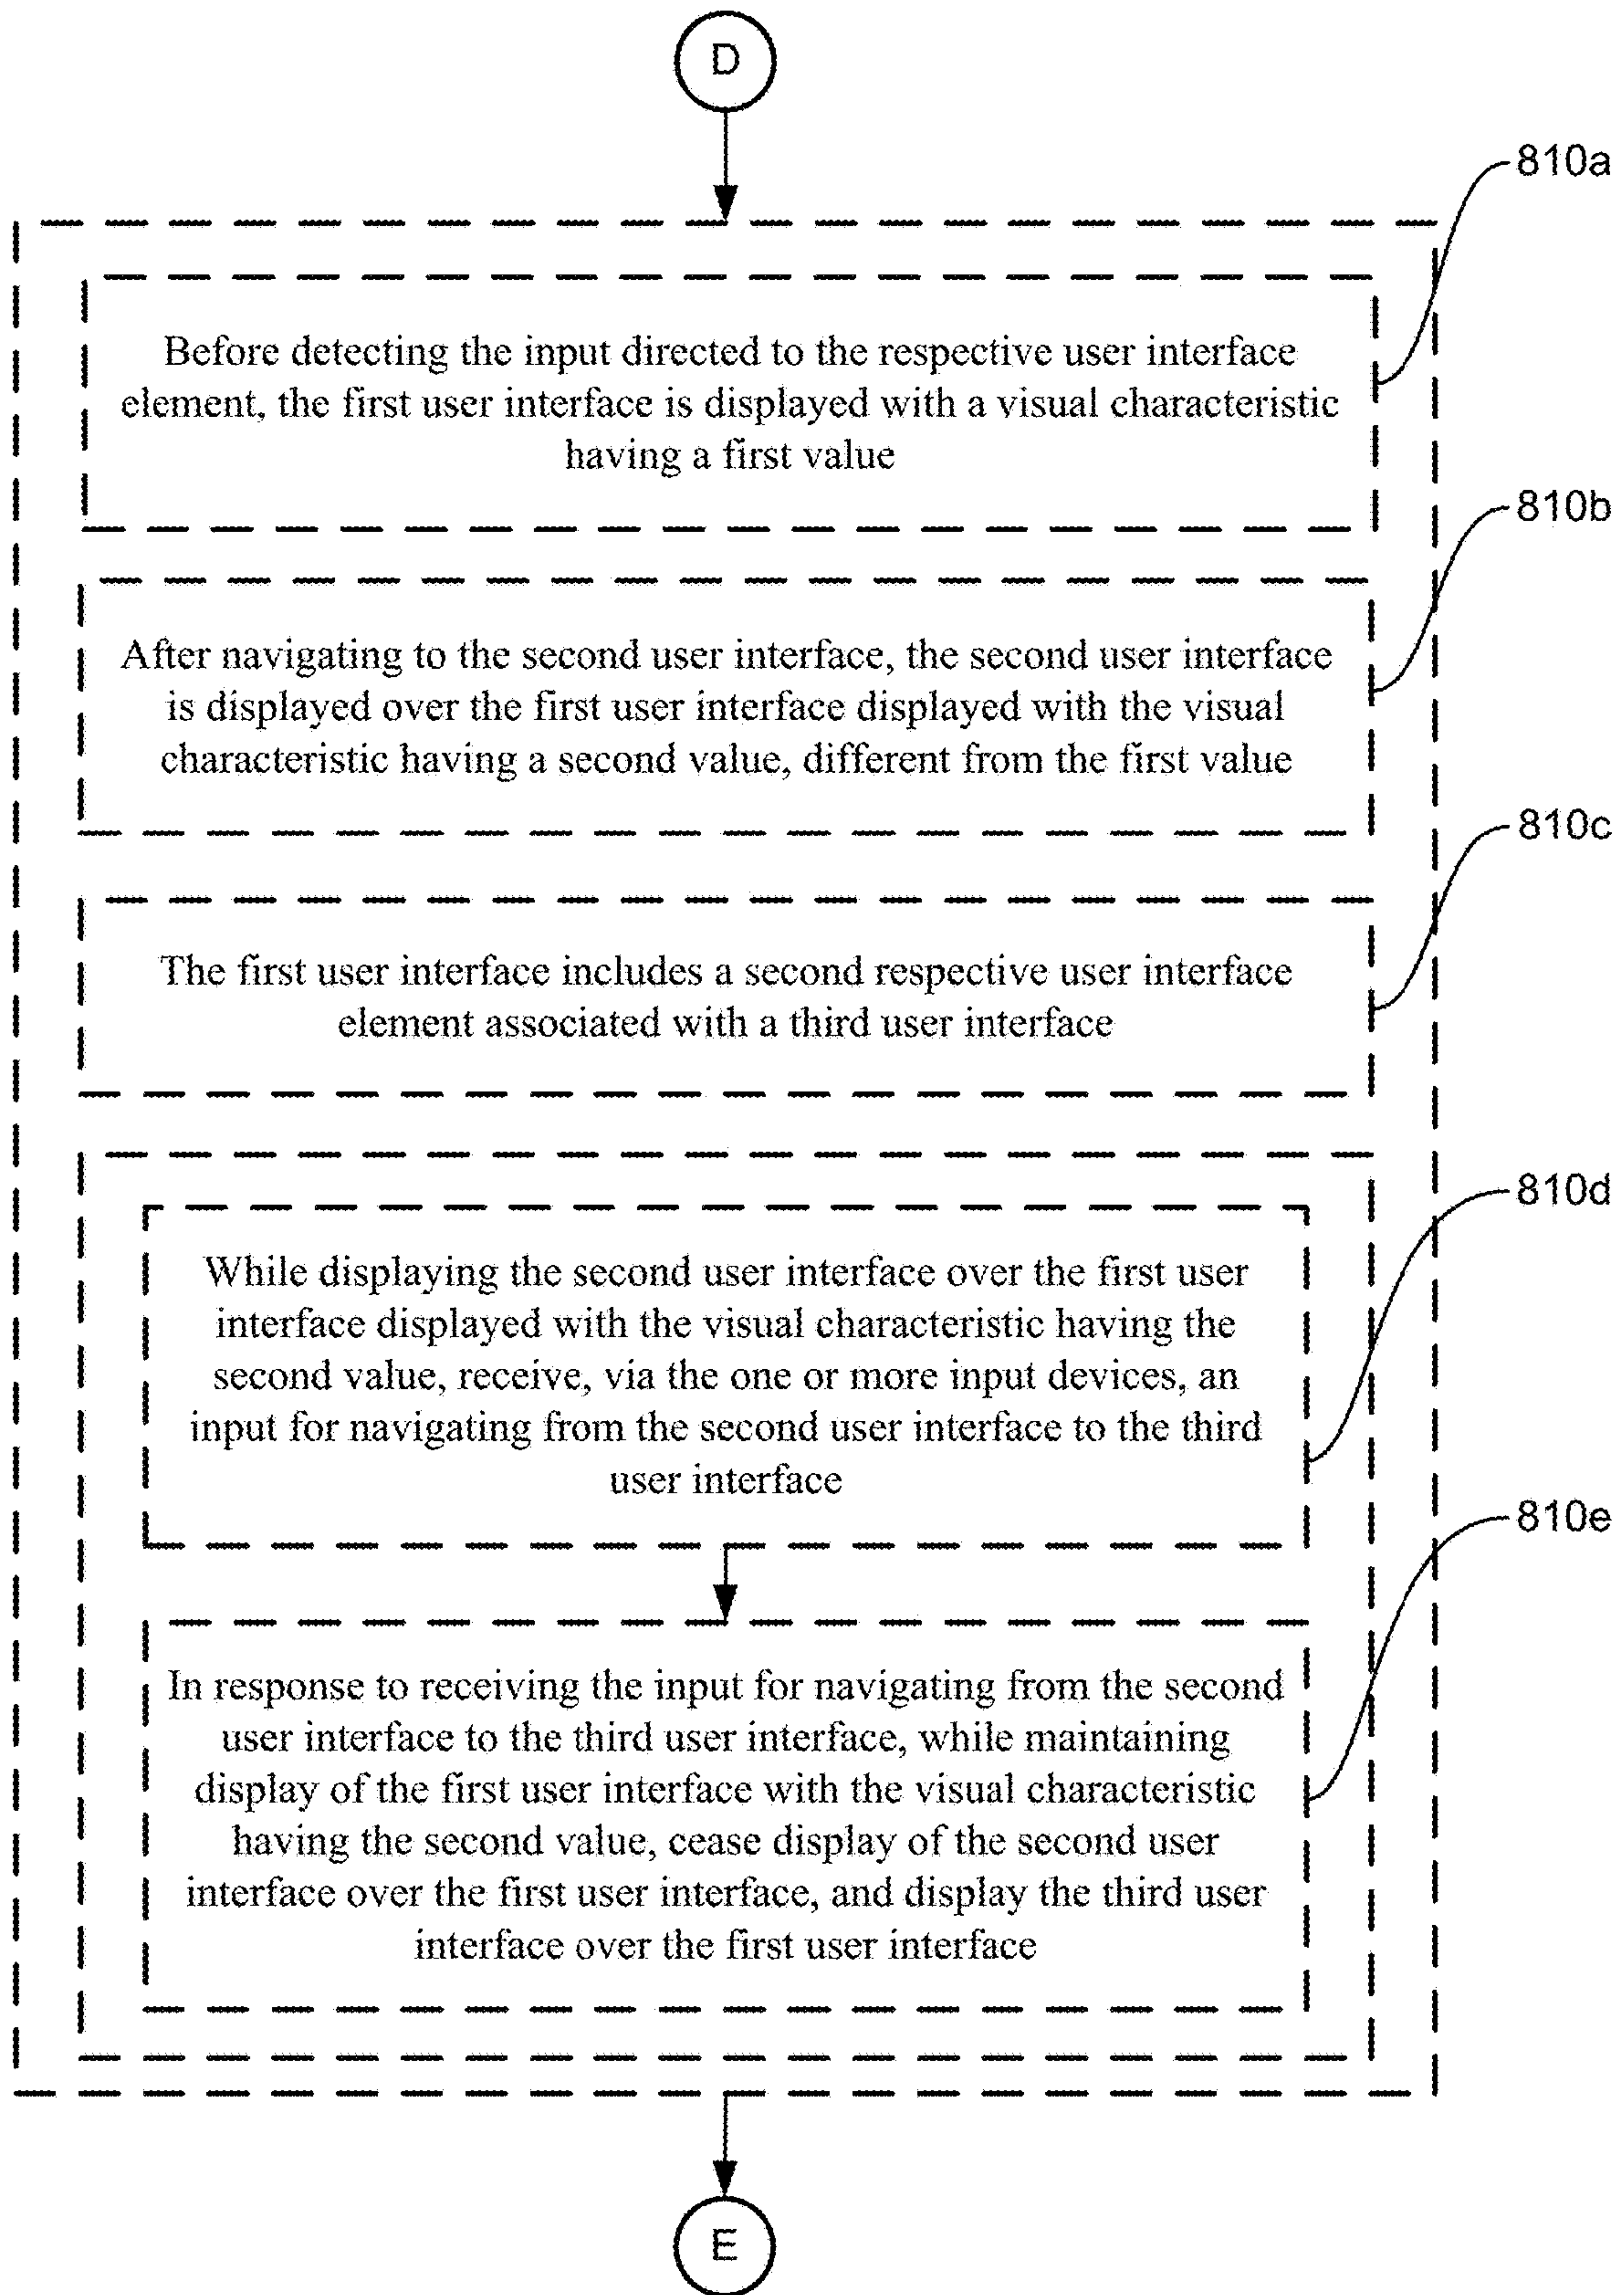 D
810a
Before detecting the input directed to the respective user interface
element, the first user interface is displayed with a visual characteristic
having a first value
810b
After navigating to the second user interface, the second user interface
is displayed over the first user interface displayed with the visual
characteristic having a second value, different from the first value
810c
The first user interface includes a second respective user interface
element associated with a third user interface
810d
While displaying the second user interface over the first user
interface displayed with the visual characteristic having the
second value, receive, via the one or more input devices, an
input for navigating from the second user interface to the third
user interface
810e
In response to receiving the input for navigating from the second
user interface to the third user interface, while maintaining
display of the first user interface with the visual characteristic
having the second value, cease display of the second user
interface over the first user interface, and display the third user
interface over the first user interface
E